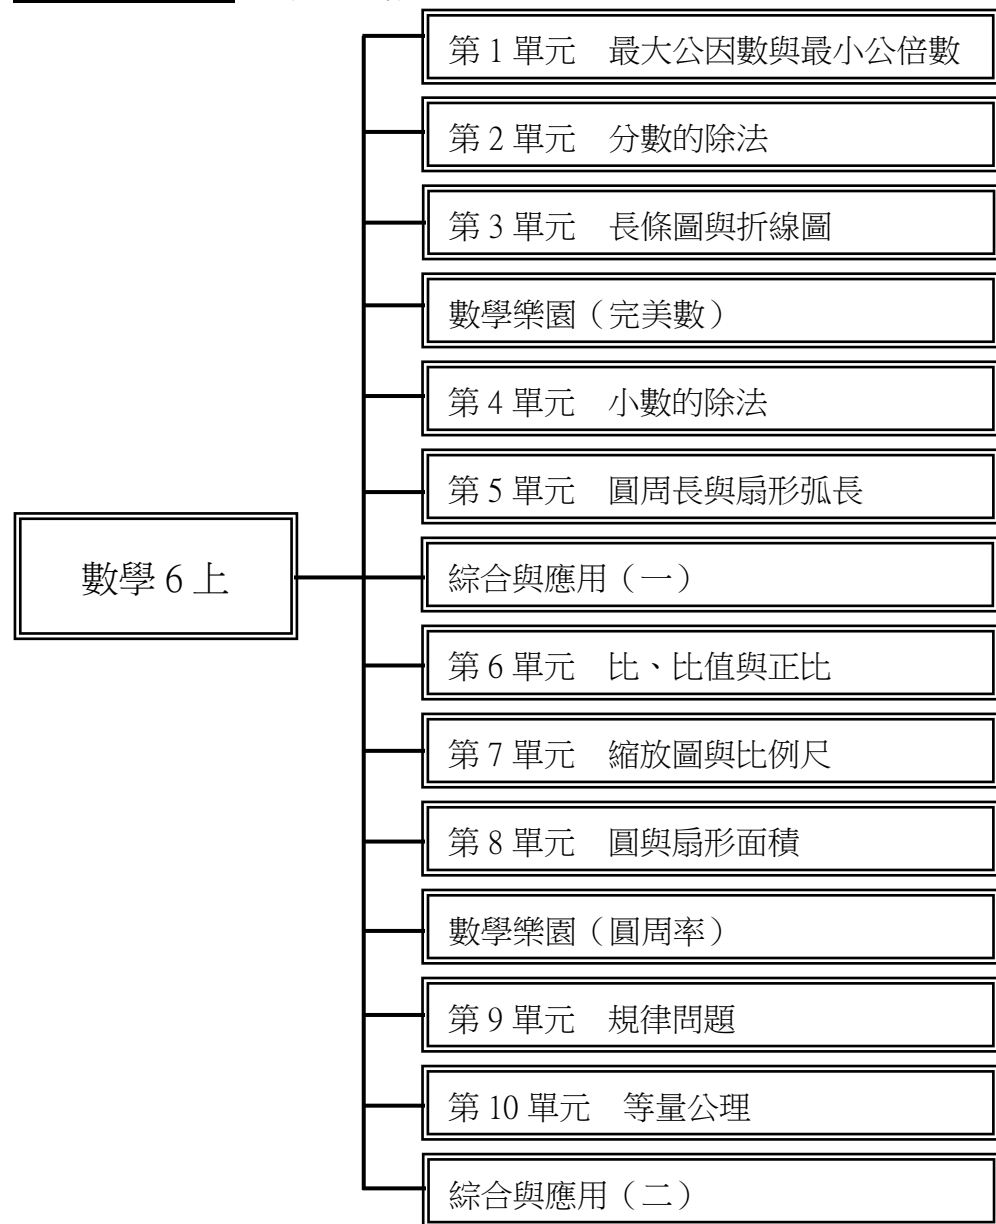 第 1 單元　最大公因數與最小公倍數
第 2 單元　分數的除法
第 3 單元　長條圖與折線圖
數學樂園（完美數）
第 4 單元　小數的除法
第 5 單元　圓周長與扇形弧長
數學 6 上
綜合與應用（一）
第 6 單元　比、比值與正比
第 7 單元　縮放圖與比例尺
第 8 單元　圓與扇形面積
數學樂園（圓周率）
第 9 單元　規律問題
第 10 單元　等量公理
綜合與應用（二）